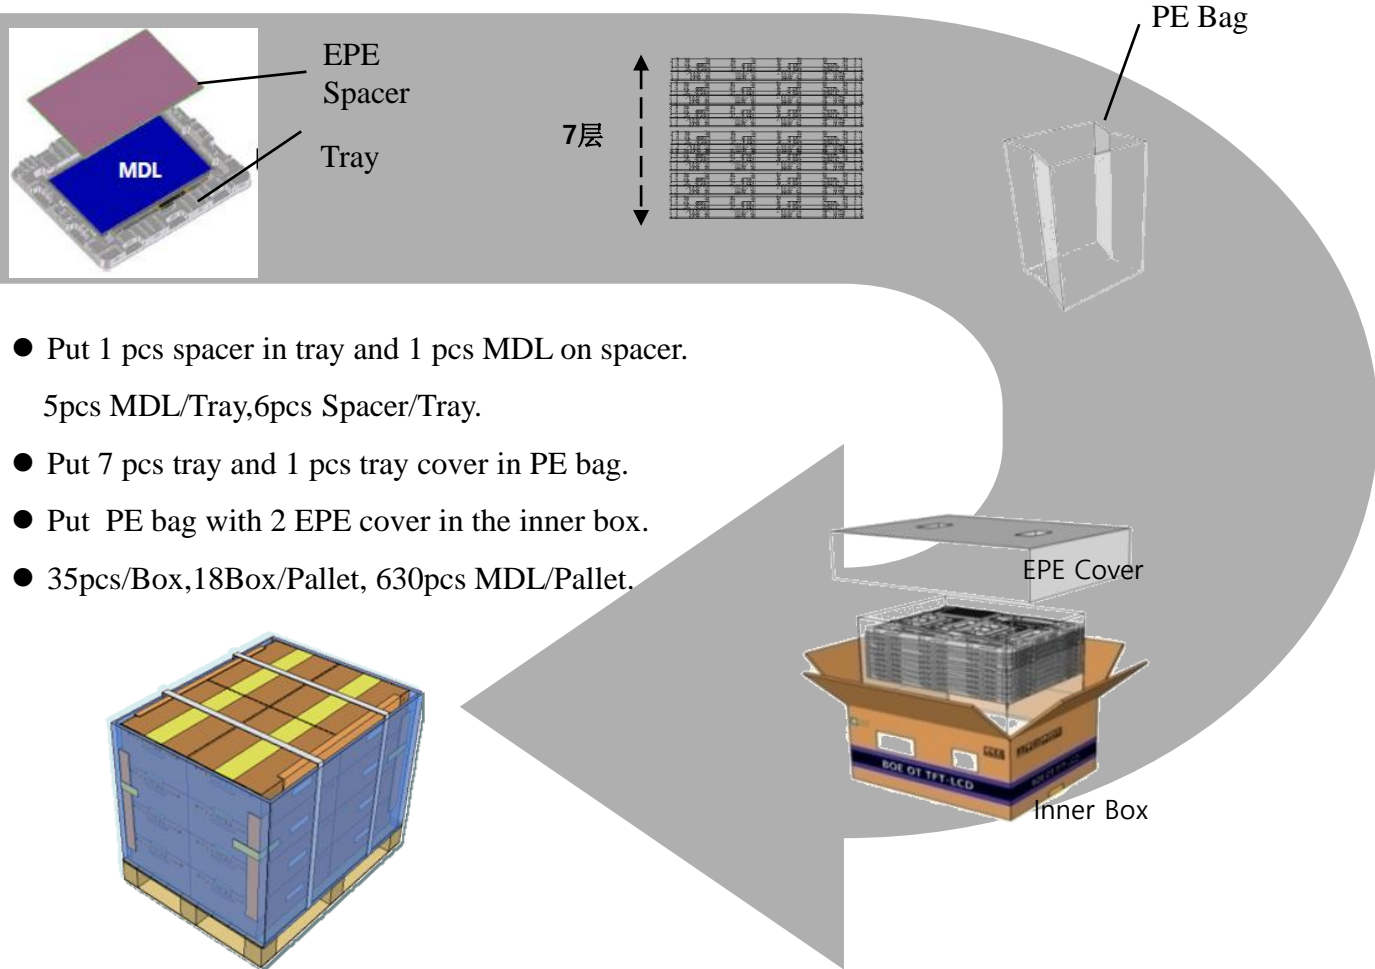 PE Bag
EPE
Spacer
Tray
MDL
7层
● Put 1 pcs spacer in tray and 1 pcs MDL on spacer.
5pcs MDL/Tray,6pcs Spacer/Tray.
● Put 7 pcs tray and 1 pcs tray cover in PE bag.
● Put PE bag with 2 EPE cover in the inner box.
● 35pcs/Box,18Box/Pallet, 630pcs MDL/Pallet.
EPE Cover
BOE OT TFT-LCD
Inner Box